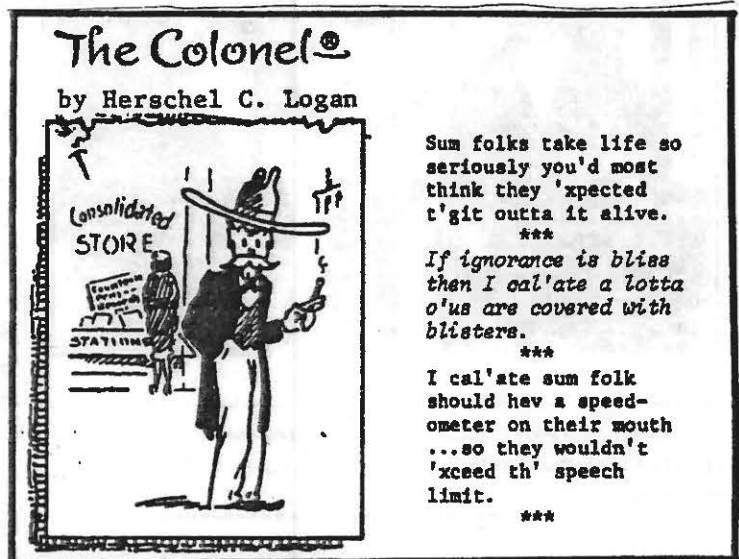 The Colonel®
by Herschel C. Logan
Consolidated
STORE
STATION
Sum folks take life so
seriously you'd most
think they 'xpected
t'git outta it alive.
***
If ignorance is bliss
then I cal'ate a lotta
o'us are covered with
blisters.
***
I cal'ate sum folk
should hav a speed-
ometer on their mouth
...so they wouldn't
'xceed th' speech
limit.
***